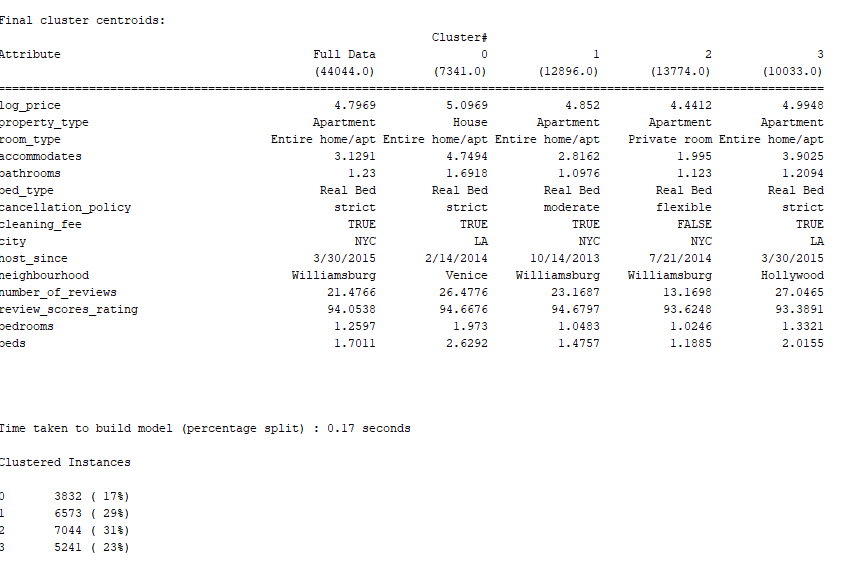 Final cluster centroids:
Cluster#
Attribute Full Data 0 1 2 3
(44044.0) (7341.0) (12896.0) (13774.0) (10033.0)
================================================================================================
log_price 4.7969 5.0969 4.852 4.4412 4.9948
property_type Apartment House Apartment Apartment Apartment
room_type Entire home/apt Entire home/apt Entire home/apt Private room Entire home/apt
accommodates 3.1291 4.7494 2.8162 1.995 3.9025
bathrooms 1.23 1.6918 1.0976 1.123 1.2094
bed_type Real Bed Real Bed Real Bed Real Bed Real Bed
cancellation_policy strict strict moderate flexible strict
cleaning_fee TRUE TRUE TRUE FALSE TRUE
city NYC LA NYC NYC LA
host_since 3/30/2015 2/14/2014 10/14/2013 7/21/2014 3/30/2015
neighbourhood Williamsburg Venice Williamsburg Williamsburg Hollywood
number_of_reviews 21.4766 26.4776 23.1687 13.1698 27.0465
review_scores_rating 94.0538 94.6676 94.6797 93.6248 93.3891
bedrooms 1.2597 1.973 1.0483 1.0246 1.3321
beds 1.7011 2.6292 1.4757 1.1885 2.0155
Time taken to build model (percentage split) : 0.17 seconds
Clustered Instances
0 3832 ( 17%)
1 6573 ( 29%)
2 7044 ( 31%)
3 5241 ( 23%)